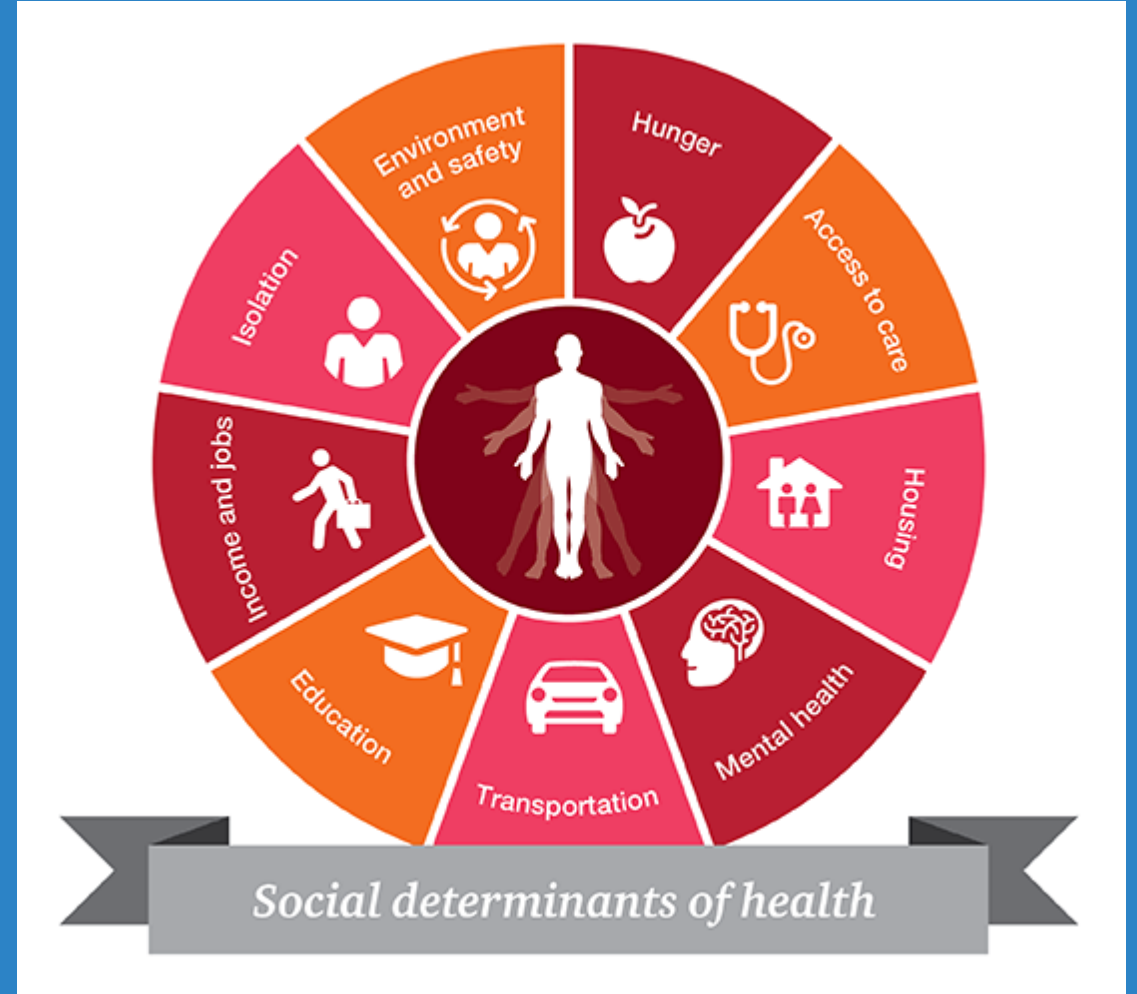 Environment
and safety
Hunger
Access to care
Housing
Mental health
Transportation
Education
Income and jobs
Isolation
Social determinants of health